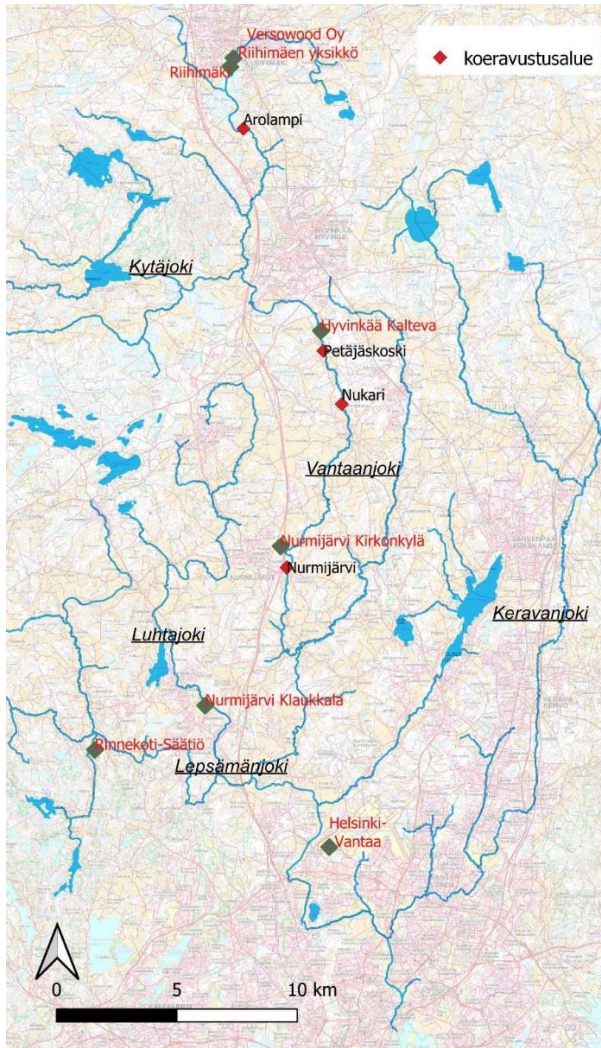 Versowood Oy
Riihimäen yksikkö
koeravustusalue
Riihimäki
Arolampi
Kytäjoki
Hyvinkää Kalteva
Petäjäskoski
Nukari
Vantaanjoki
Nurmijärvi Kirkonkylä
Nurmijärvi
NURMIJÄRVI
Keravanjoki
Luhtajoki
Nurmijärvi Klaukkala
Rinnekoti-Säätiö
Lepsämänjoki
Helsinki-
Vantaa
0 5 10 km